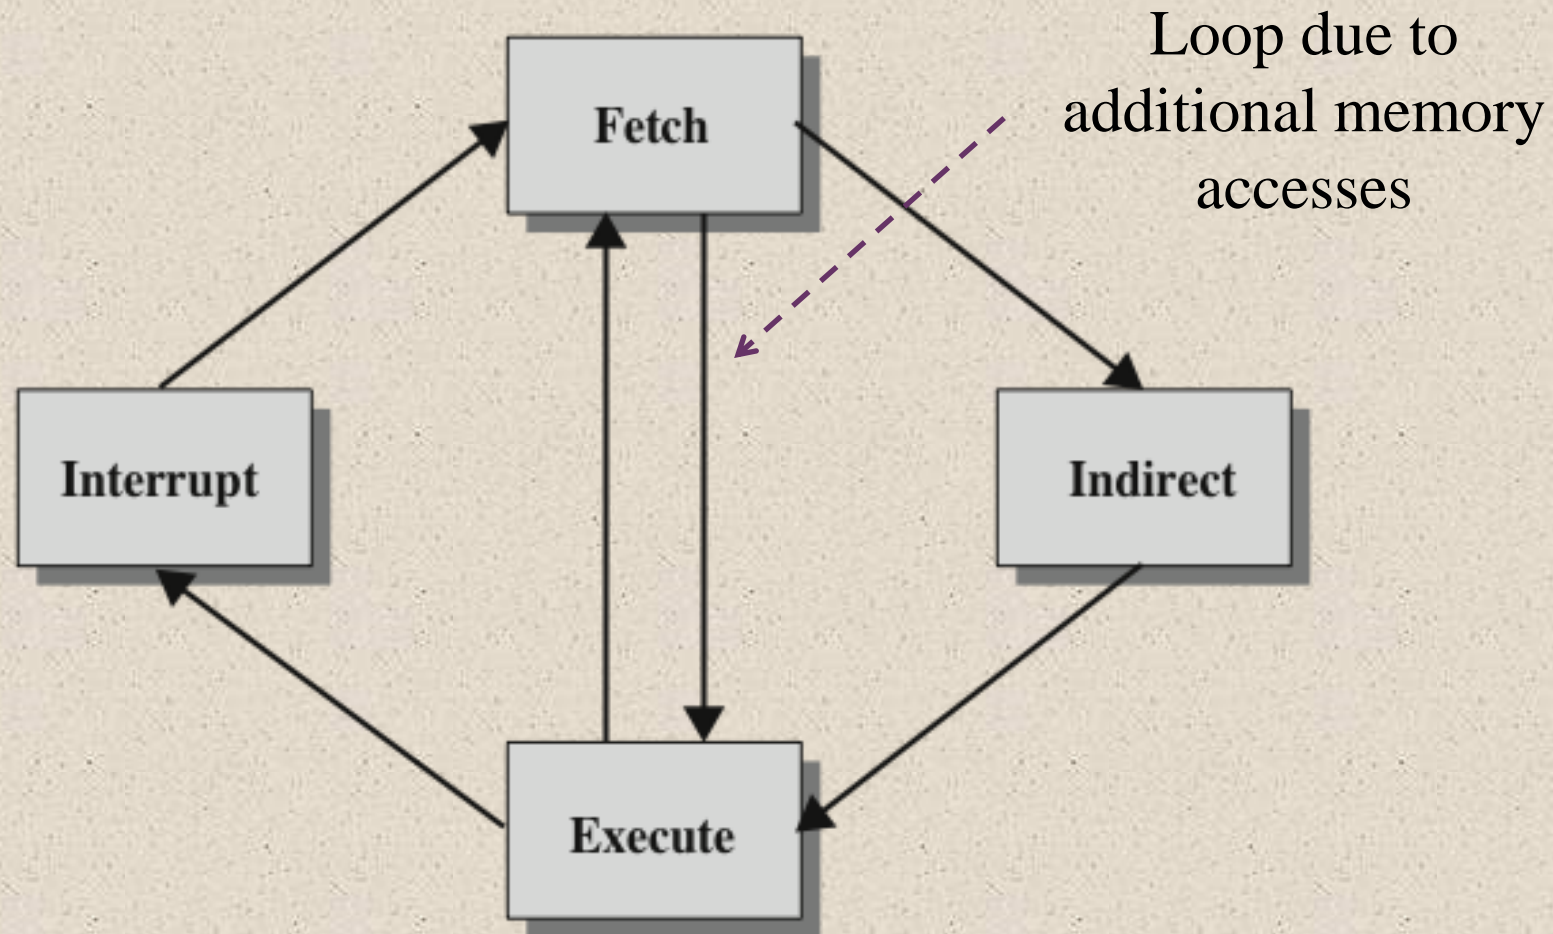 Loop due to
additional memory
accesses
Fetch
Interrupt
Indirect
Execute